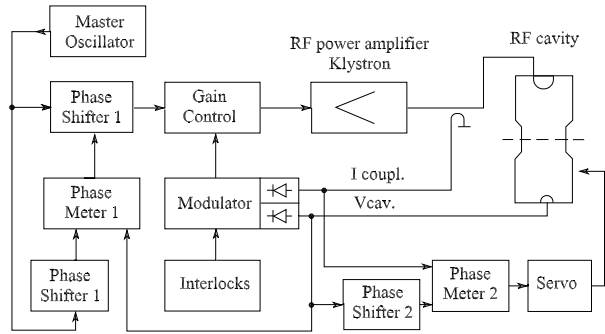 Master
Oscillator
RF power amplifier
Klystron
RF cavity
Phase
Shifter 1
Gain
Control
I coupl.
Vcav.
Phase
Meter 1
Modulator
Phase
Shifter 1
Interlocks
Phase
Shifter 2
Phase
Meter 2
Servo